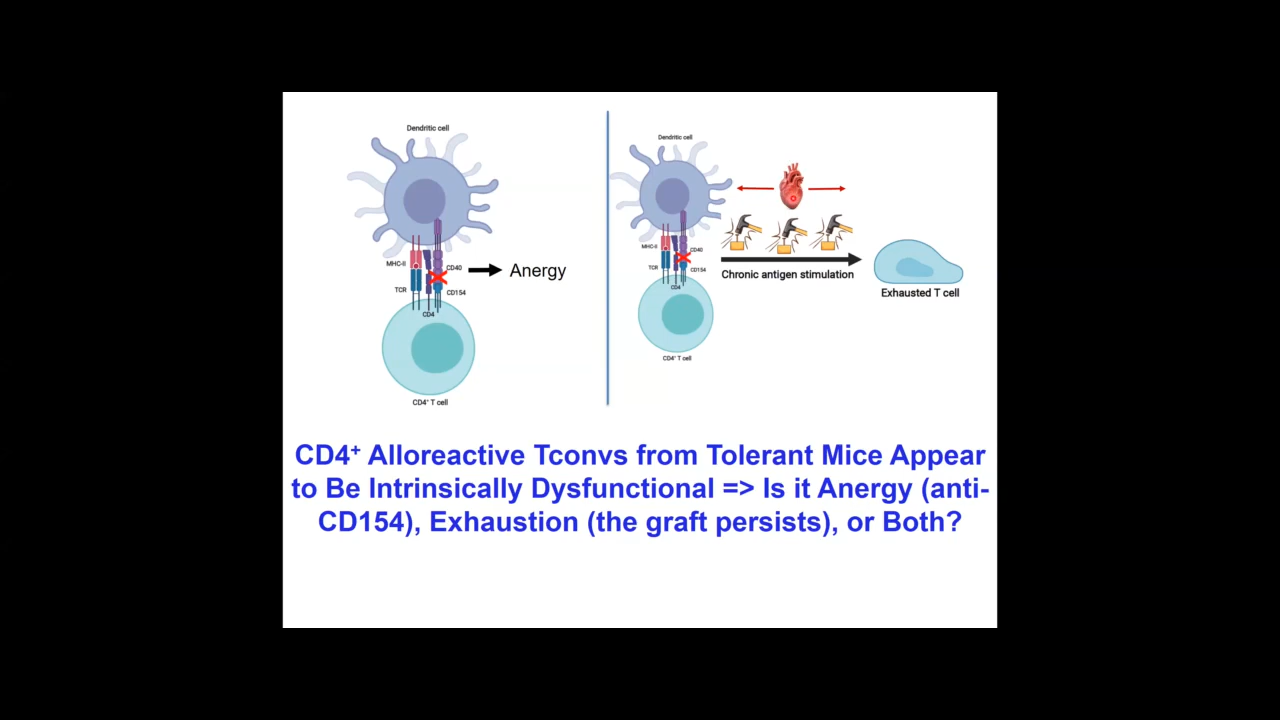 Dendritic cell
MHC-II
CD40
TCR
CD154
CD4
CD4⁺ T cell
Anergy
Dendritic cell
MHC-II
CD40
TCR
CD154
CD4
CD4⁺ T cell
Chronic antigen stimulation
Exhausted T cell
CD4⁺ Alloreactive Tconvs from Tolerant Mice Appear
to Be Intrinsically Dysfunctional => Is it Anergy (anti-
CD154), Exhaustion (the graft persists), or Both?